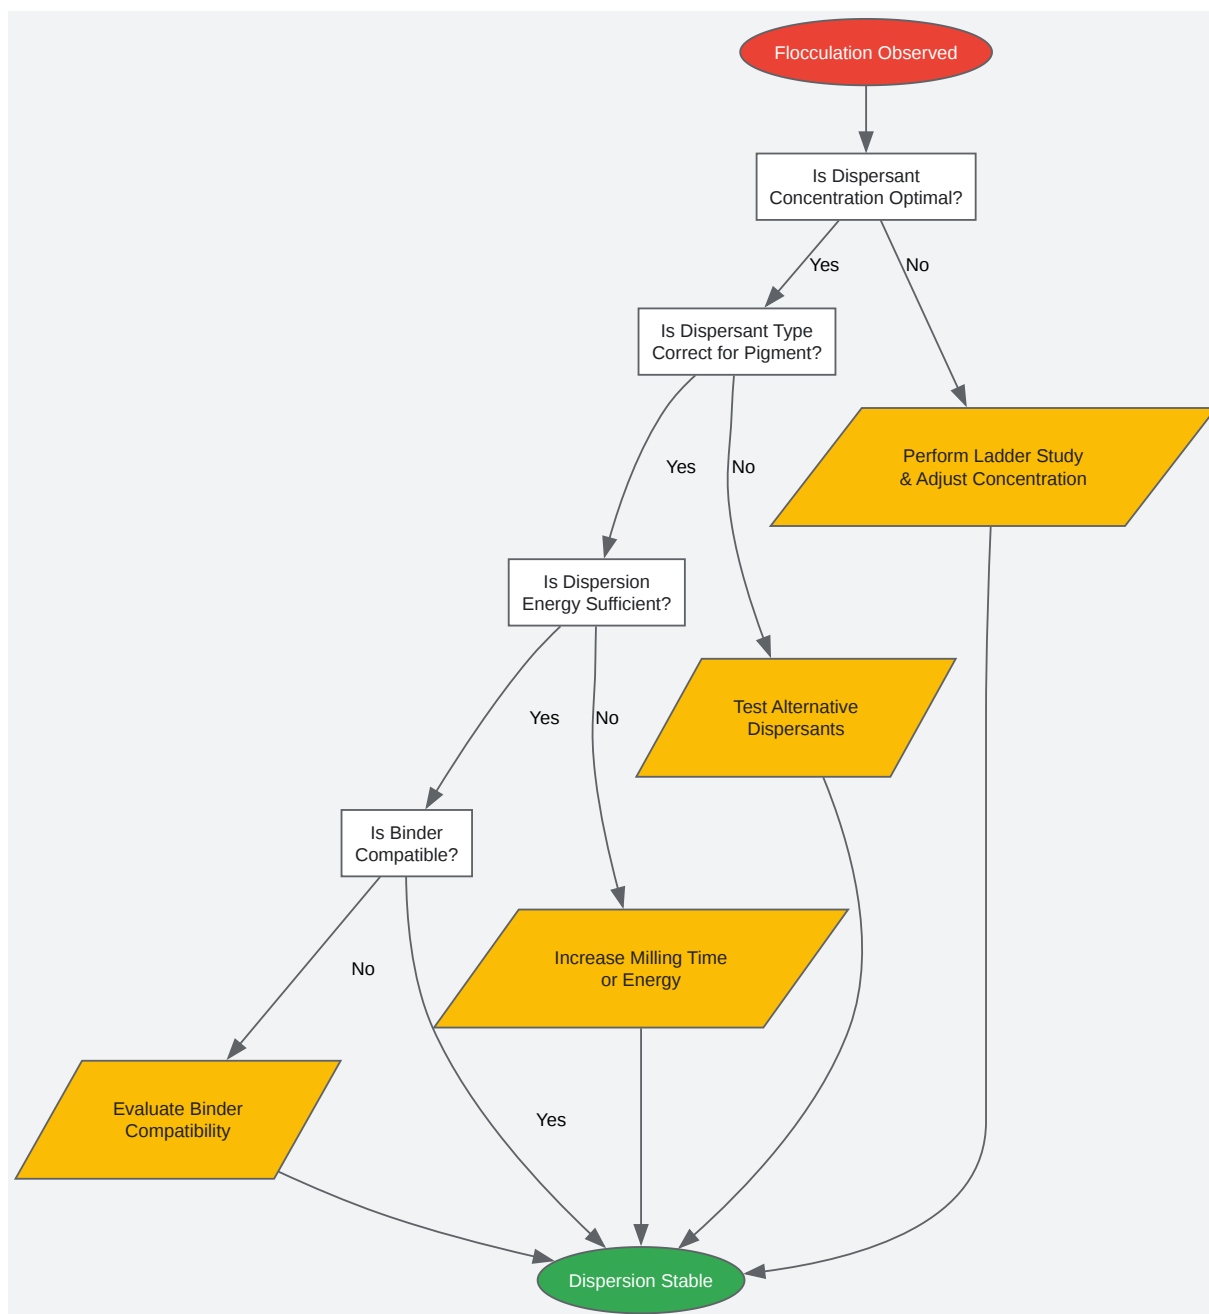 Flocculation Observed
Is Dispersant
Concentration Optimal?
Yes
No
Is Dispersant Type
Correct for Pigment?
Perform Ladder Study
& Adjust Concentration
Yes
No
Is Dispersion
Energy Sufficient?
Test Alternative
Dispersants
Yes
No
Is Binder
Compatible?
Increase Milling Time
or Energy
No
Evaluate Binder
Compatibility
Yes
Dispersion Stable